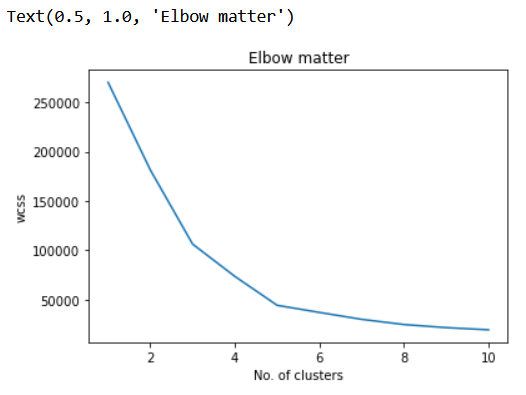 Text(0.5, 1.0, 'Elbow matter')
Elbow matter
250000
200000
150000
100000
50000
wcss
2 4 6 8 10
No. of clusters